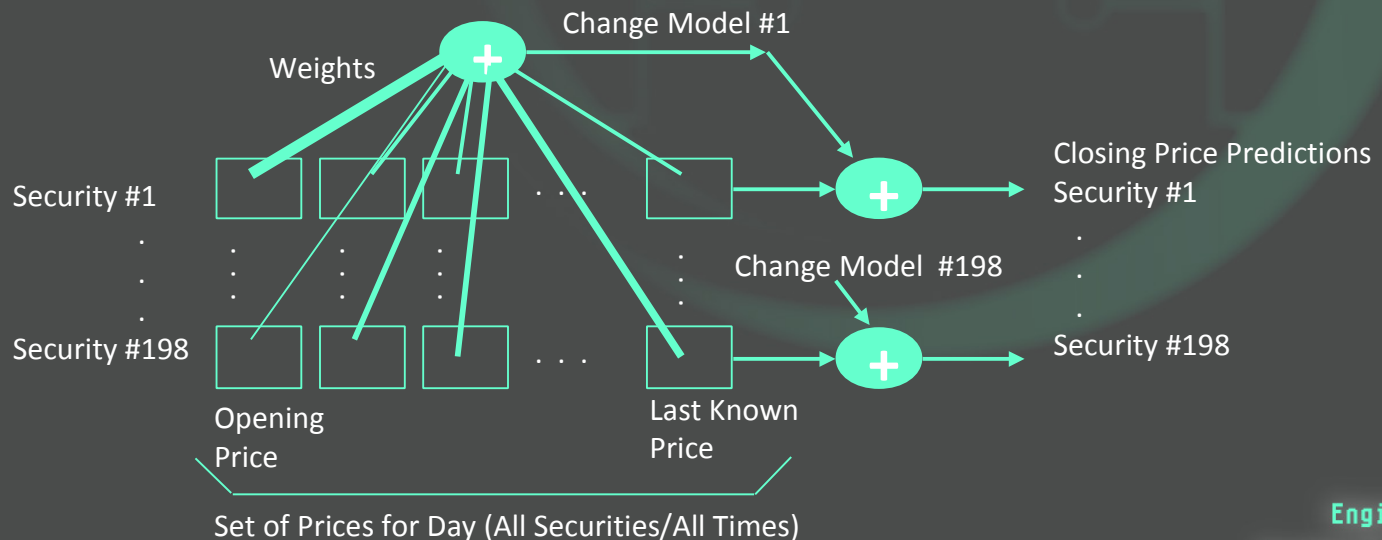 Change Model #1
Weights
+
Closing Price Predictions
Security #1
Security #1
+
. . .
Change Model  #198
Security #198
Security #198
+
. . .
Opening
Price
Last Known
Price
Set of Prices for Day (All Securities/All Times)
Engi